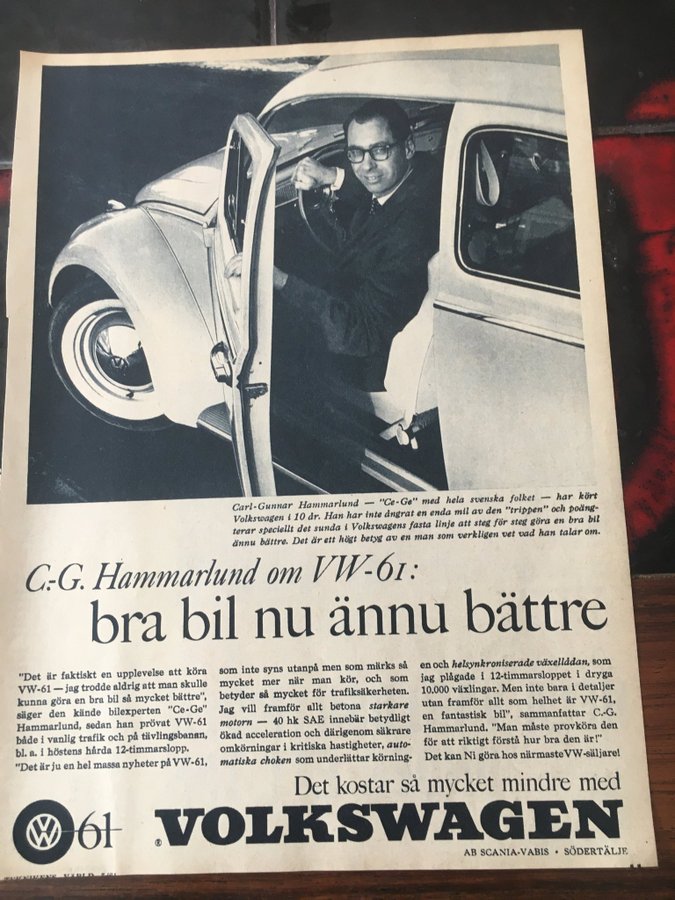 Carl-Gunnar Hammarlund — "Ce-Ge" med hela svenska folket — har kört
Volkswagen i 10 år. Han har inte ångrat en enda mil av den "trippen" och poäng-
terar speciellt det sunda i Volkswagens fasta linje att steg för steg göra en bra bil
ännu bättre. Det är ett högt betyg av en man som verkligen vet vad han talar om.
C.-G. Hammarlund om VW-61:
bra bil nu ännu bättre
"Det är faktiskt en upplevelse att köra
VW-61 — jag trodde aldrig att man skulle
kunna göra en bra bil så mycket bättre",
säger den kände bilexperten "Ce-Ge"
Hammarlund, sedan han prövat VW-61
både i vanlig trafik och på tävlingsbanan,
bl. a. i höstens hårda 12-timmarslopp.
"Det är ju en hel massa nyheter på VW-61,
som inte syns utanpå men som märks så
mycket mer när man kör, och som
betyder så mycket för trafiksäkerheten.
Jag vill framför allt betona starkare
motorn — 40 hk SAE innebär betydligt
ökad acceleration och därigenom säkrare
omkörningar i kritiska hastigheter, auto-
matiska choken som underlättar körning-
en och helsynkroniserade växellådan, som
jag plågade i 12-timmarsloppet i dryga
10.000 växlingar. Men inte bara i detaljer
utan framför allt som helhet är VW-61,
en fantastisk bil", sammanfattar C.-G.
Hammarlund. "Man måste provköra den
för att riktigt förstå hur bra den är!"
Det kan Ni göra hos närmaste VW-säljare!
Det kostar så mycket mindre med
VW 61
® VOLKSWAGEN
AB SCANIA-VABIS • SÖDERTÄLJE